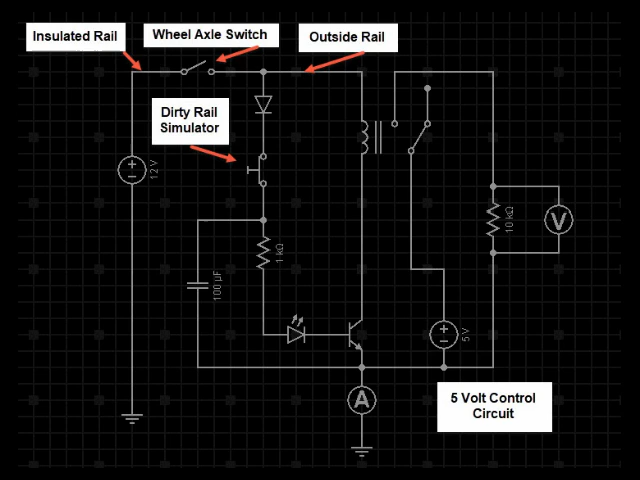 Insulated Rail
Wheel Axle Switch
Outside Rail
Dirty Rail
Simulator
12 V
10 kΩ
V
1 kΩ
100 µF
5 V
A
5 Volt Control
Circuit